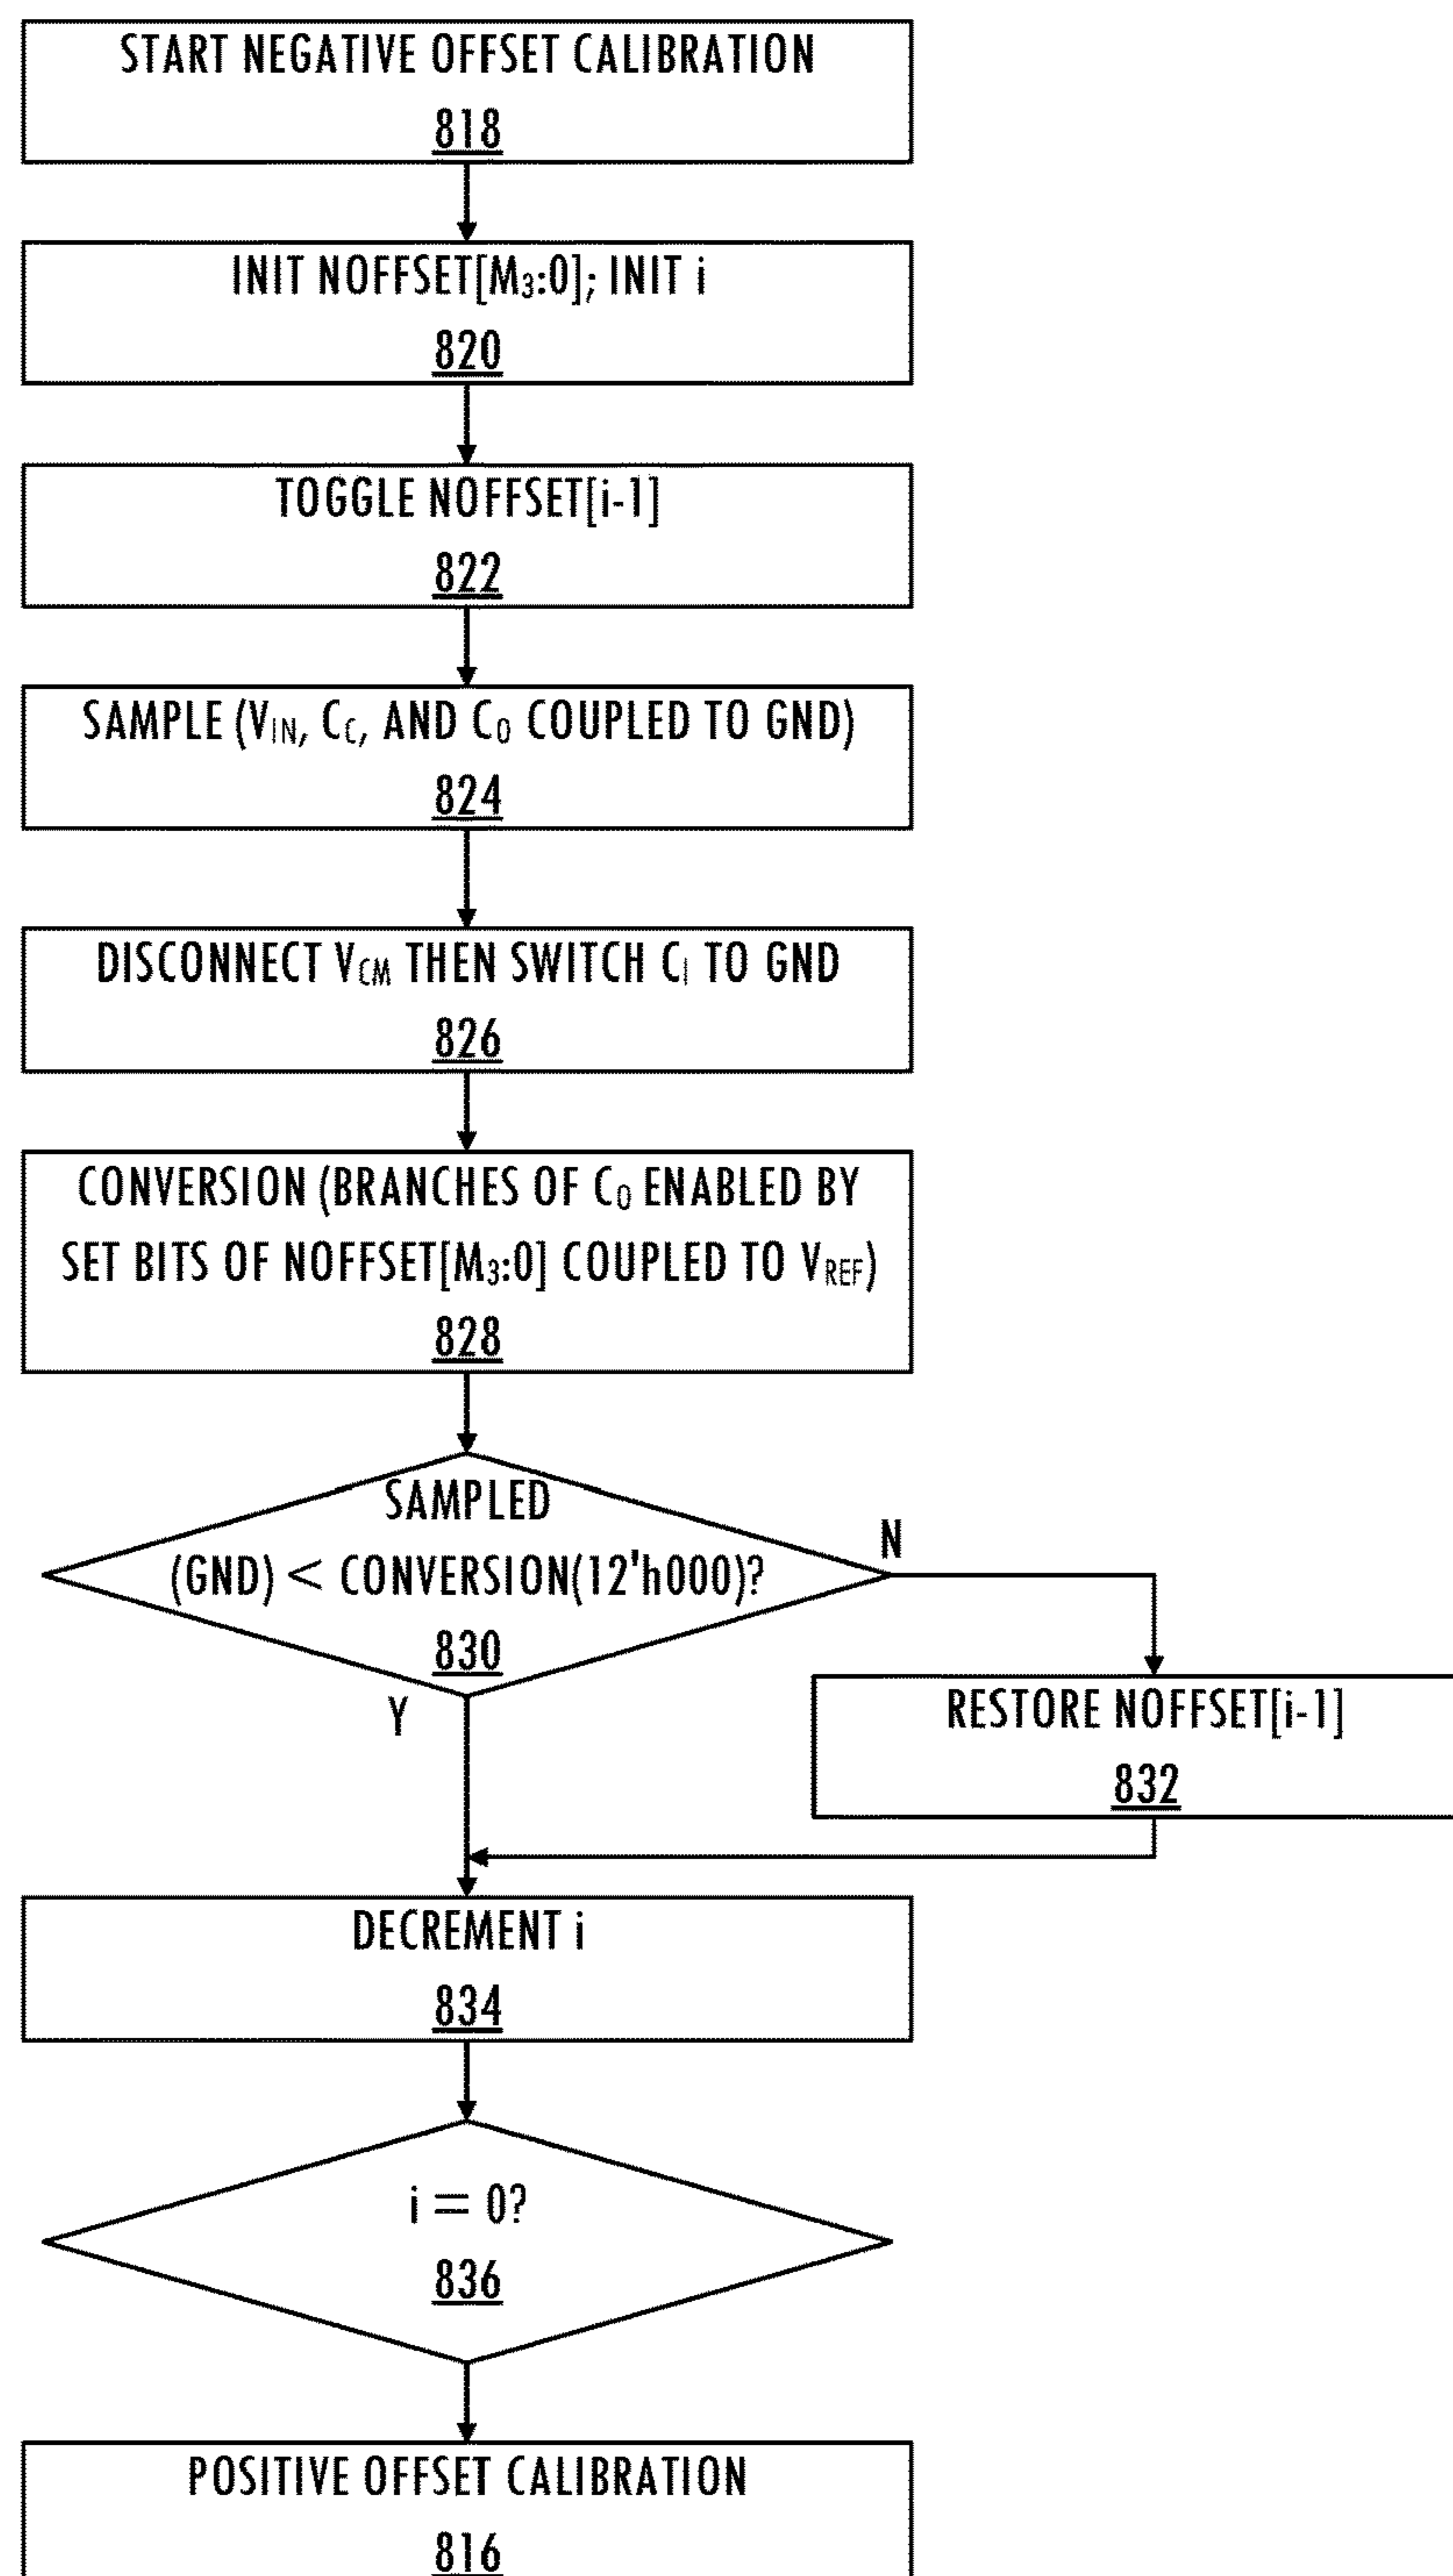 START NEGATIVE OFFSET CALIBRATION
818
INIT NOFFSET[M3:0]; INIT i
820
TOGGLE NOFFSET[i-1]
822
SAMPLE (VIN, CC, AND CO COUPLED TO GND)
824
DISCONNECT VCM THEN SWITCH CI TO GND
826
CONVERSION (BRANCHES OF CO ENABLED BY
SET BITS OF NOFFSET[M3:0] COUPLED TO VREF)
828
SAMPLED
(GND) < CONVERSION(12'h000)?
830
N
Y
RESTORE NOFFSET[i-1]
832
DECREMENT i
834
i = 0?
836
POSITIVE OFFSET CALIBRATION
816